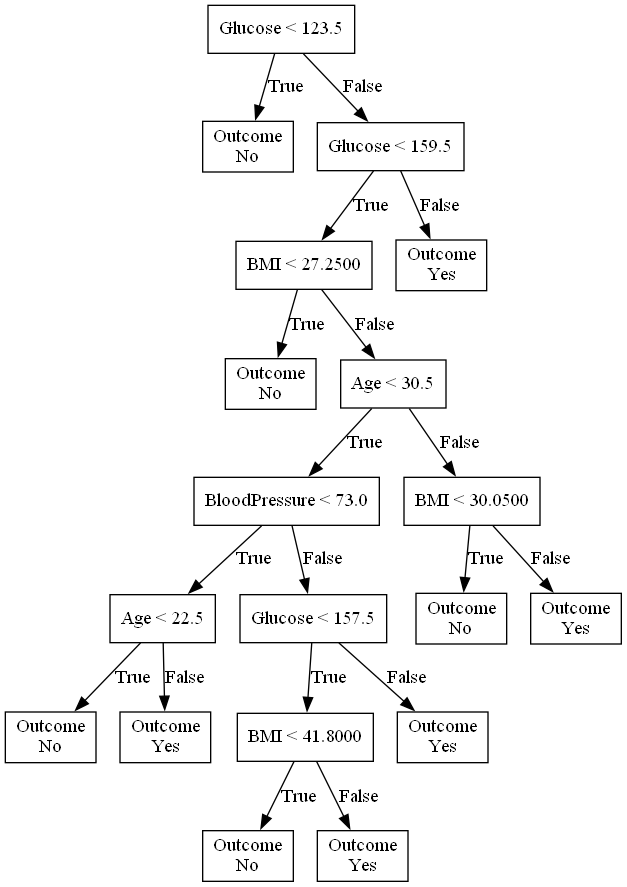 Glucose < 123.5
True
False
Outcome
No
Glucose < 159.5
True
False
BMI < 27.2500
Outcome
Yes
True
False
Outcome
No
Age < 30.5
True
False
BloodPressure < 73.0
BMI < 30.0500
True
False
True
False
Age < 22.5
Glucose < 157.5
Outcome
No
Outcome
Yes
True
False
True
False
Outcome
No
Outcome
Yes
BMI < 41.8000
Outcome
Yes
True
False
Outcome
No
Outcome
Yes